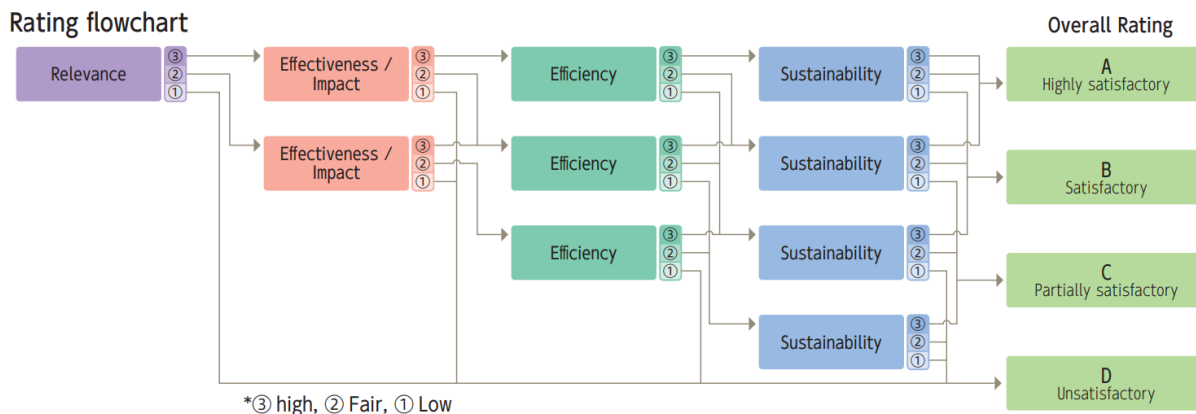 Rating flowchart
Overall Rating
Relevance
③
②
①
Effectiveness /
Impact
③
②
①
Efficiency
③
②
①
Sustainability
③
②
①
A
Highly satisfactory
Effectiveness /
Impact
③
②
①
Efficiency
③
②
①
Sustainability
③
②
①
B
Satisfactory
Efficiency
③
②
①
Sustainability
③
②
①
C
Partially satisfactory
Sustainability
③
②
①
D
Unsatisfactory
*③ high, ② Fair, ① Low